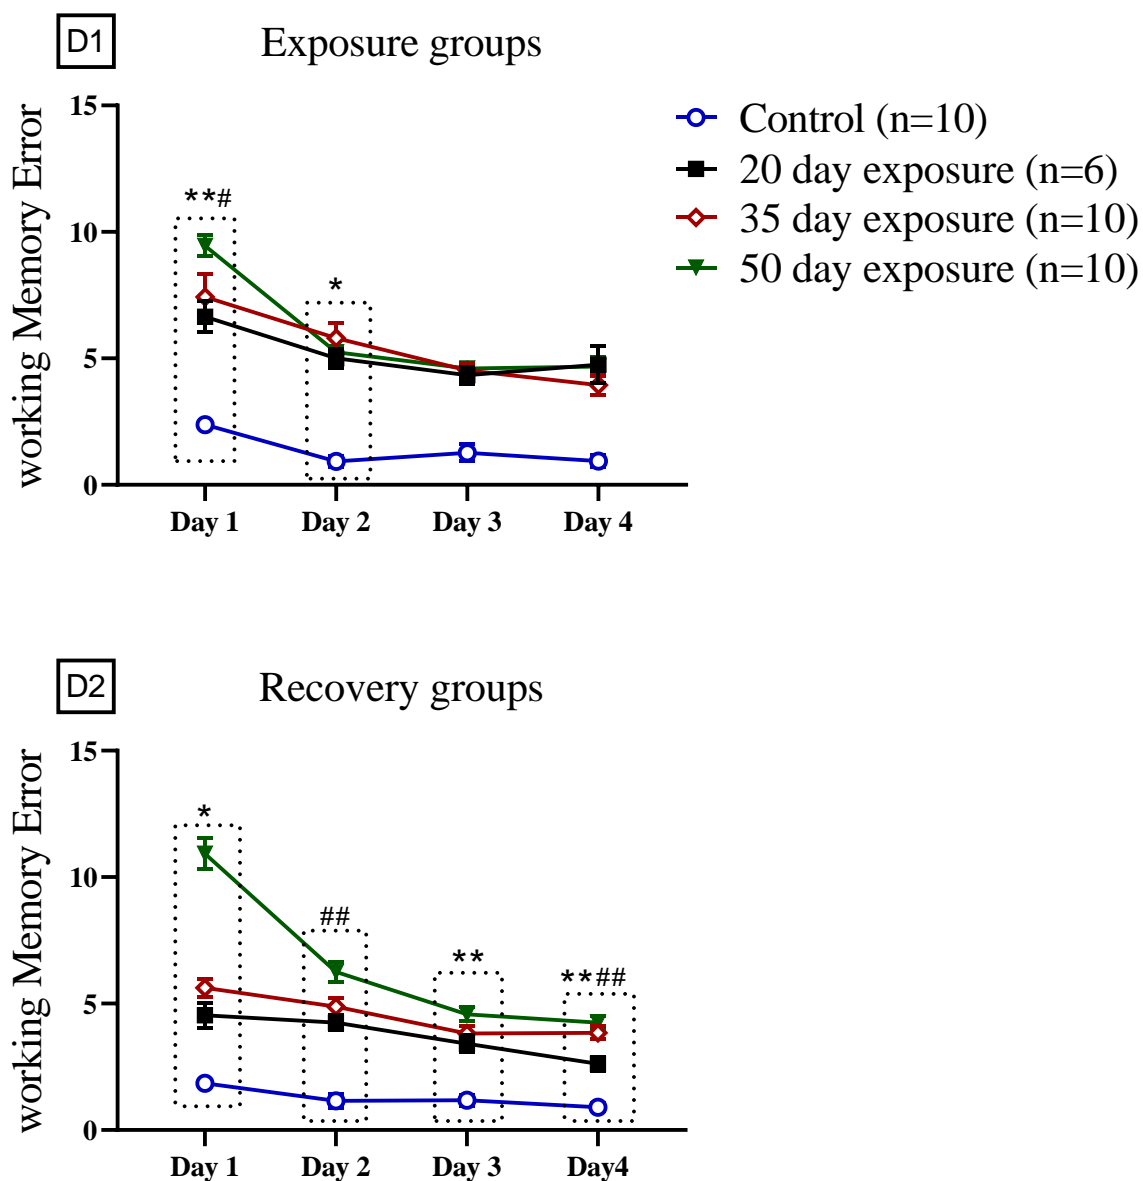 D1
Exposure groups
working Memory Error
15
10
5
0
**#
*
Day 1 Day 2 Day 3 Day 4
Control (n=10)
20 day exposure (n=6)
35 day exposure (n=10)
50 day exposure (n=10)
D2
Recovery groups
working Memory Error
15
10
5
0
*
##
**
**##
Day 1 Day 2 Day 3 Day4